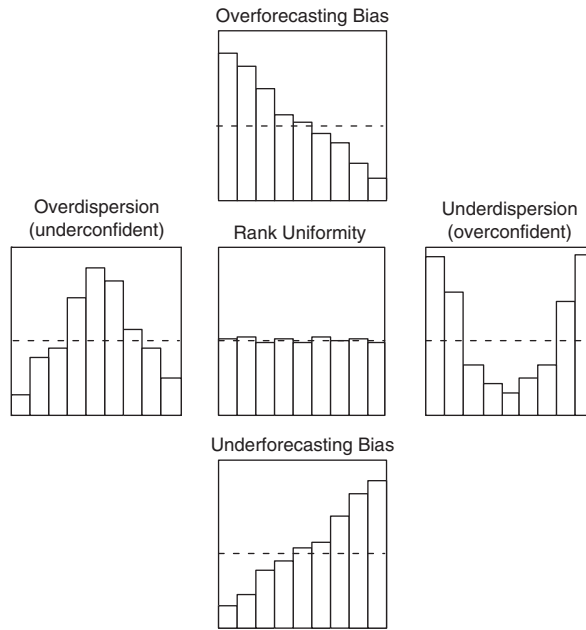 Overforecasting Bias
Overdispersion
(underconfident)
Rank Uniformity
Underdispersion
(overconfident)
Underforecasting Bias